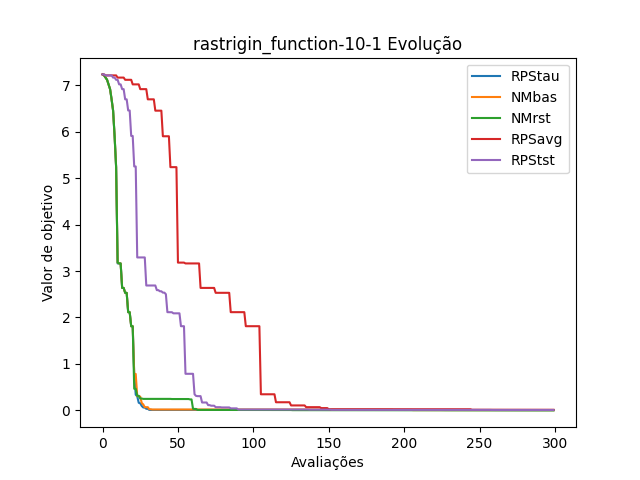 rastrigin_function-10-1 Evolução
Valor de objetivo
7
6
5
4
3
2
1
0
0 50 100 150 200 250 300
Avaliações
RPStau
NMbas
NMrst
RPSavg
RPStst